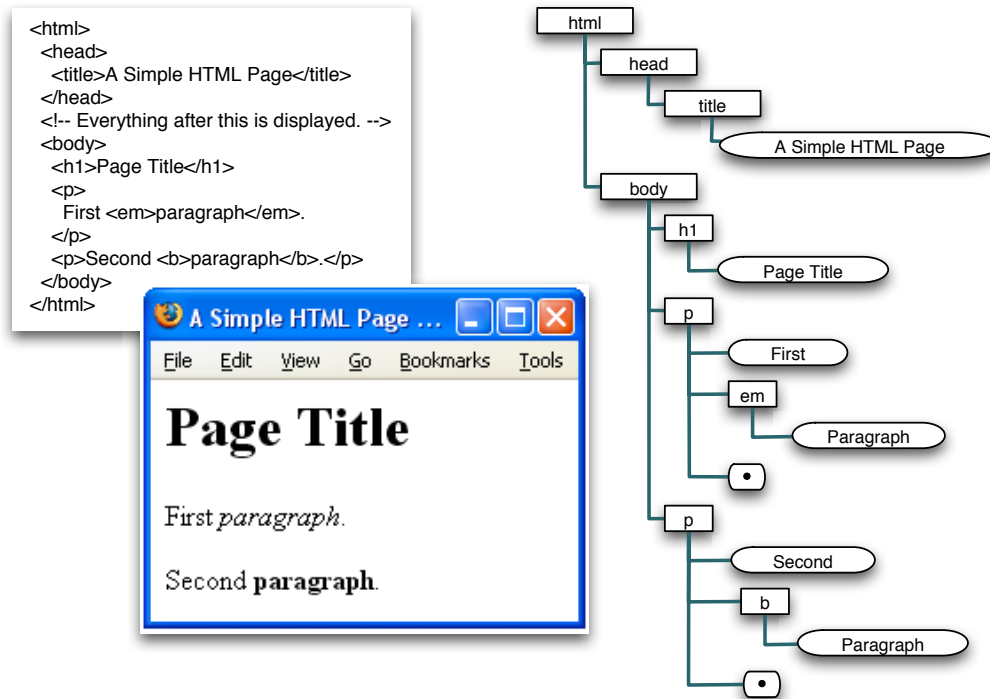 <html>
<head>
<title>A Simple HTML Page</title>
</head>
<!-- Everything after this is displayed. -->
<body>
<h1>Page Title</h1>
<p>
First <em>paragraph</em>.
</p>
<p>Second <b>paragraph</b>.</p>
</body>
</html>
A Simple HTML Page ...
File Edit View Go Bookmarks Tools
Page Title
First paragraph.
Second paragraph.
html
head
title
A Simple HTML Page
body
h1
Page Title
p
First
em
Paragraph
•
p
Second
b
Paragraph
•